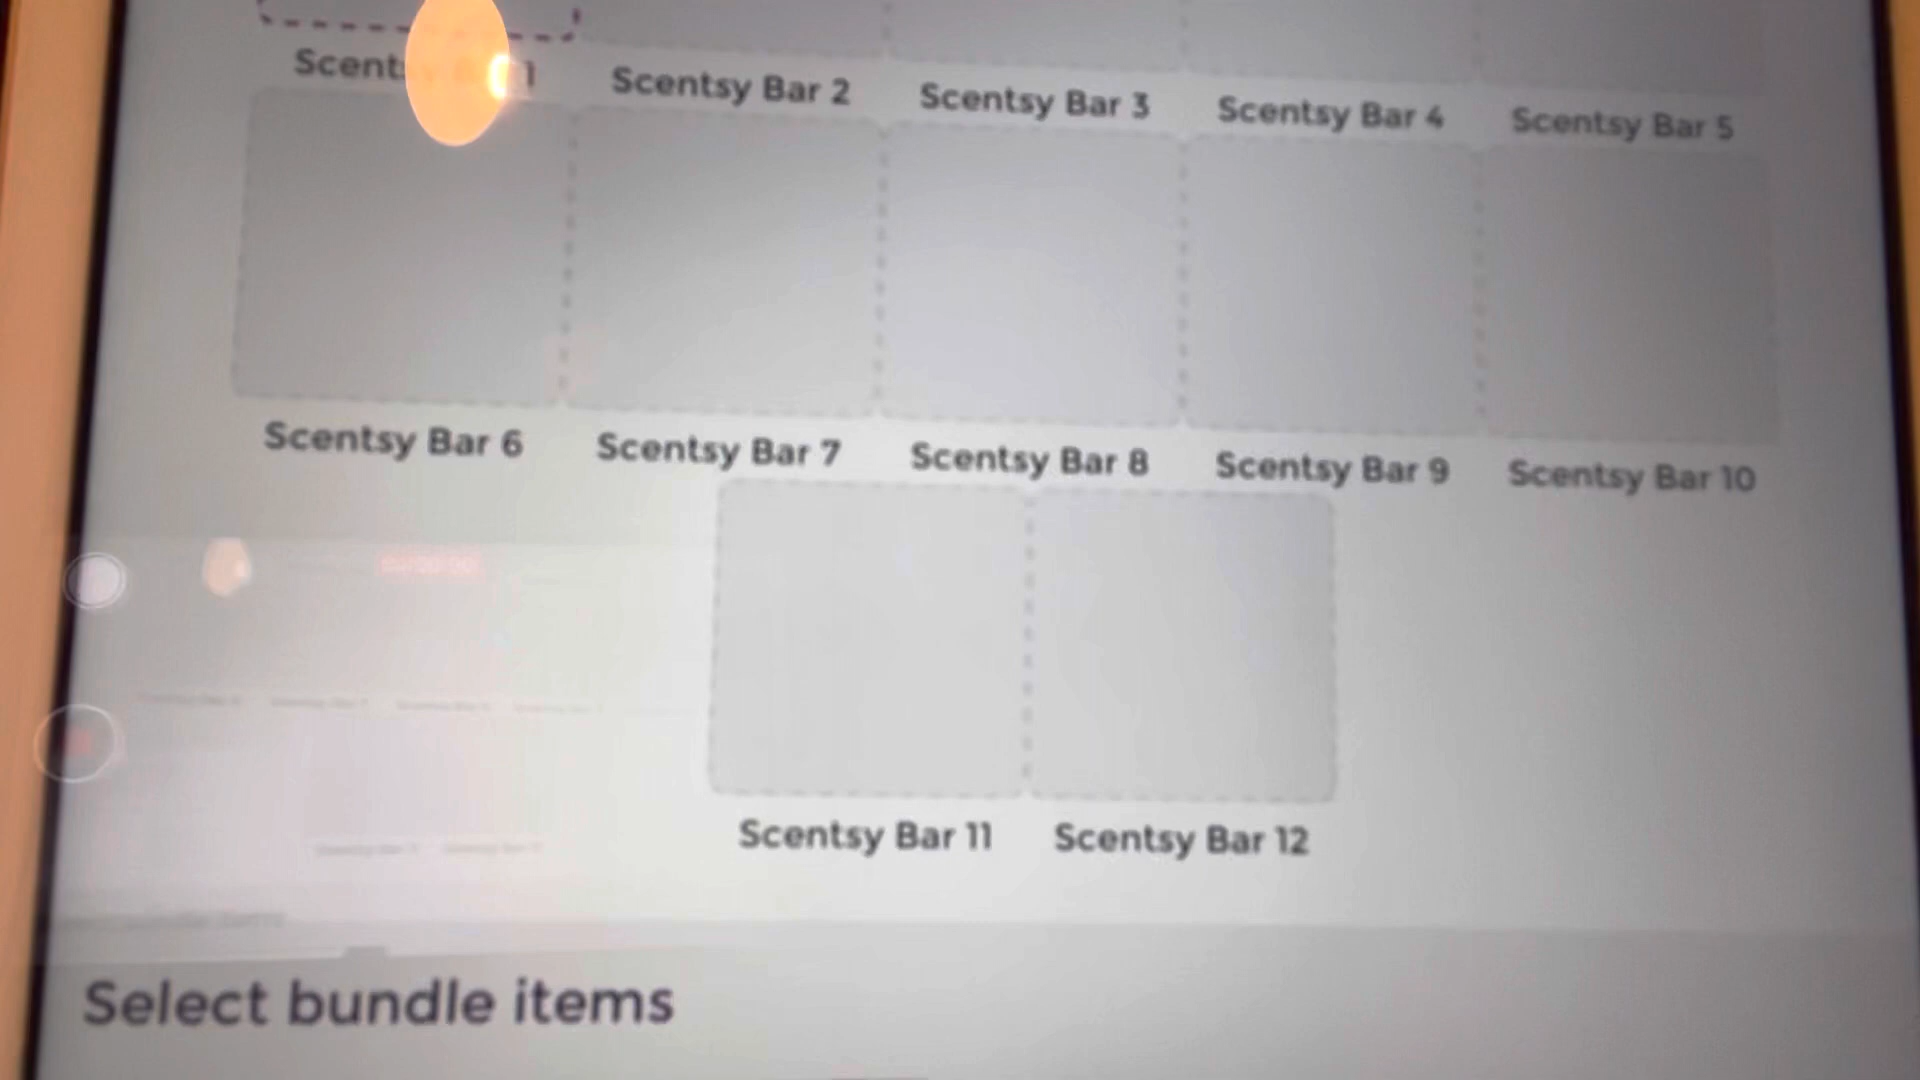 Scentsy Bar 2 Scentsy Bar 3 Scentsy Bar 4 Scentsy Bar 5
Scentsy Bar 6 Scentsy Bar 7 Scentsy Bar 8 Scentsy Bar 9 Scentsy Bar 10
Scentsy Bar 11 Scentsy Bar 12
Select bundle items